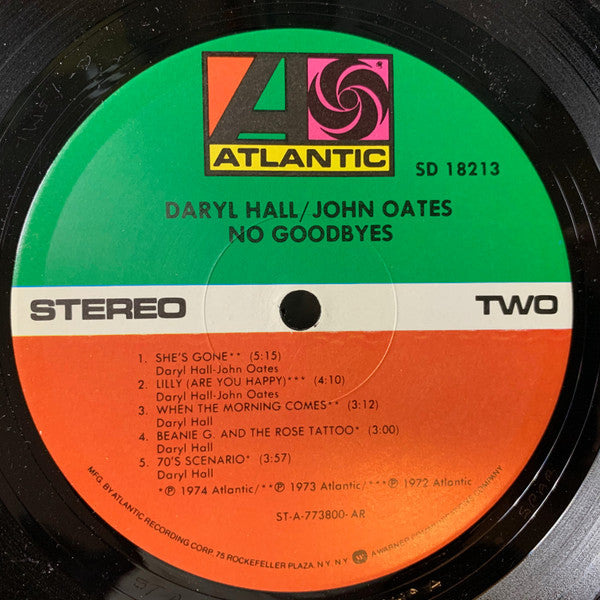 ATLANTIC
SD 18213
DARYL HALL/JOHN OATES
NO GOODBYES
STEREO
TWO
1. SHE'S GONE** (5:15)
Daryl Hall-John Oates
2. LILLY (ARE YOU HAPPY)*** (4:10)
Daryl Hall-John Oates
3. WHEN THE MORNING COMES** (3:12)
Daryl Hall
4. BEANIE G. AND THE ROSE TATTOO* (3:00)
Daryl Hall
5. 70'S SCENARIO* (3:57)
Daryl Hall
*℗ 1974 Atlantic/**℗ 1973 Atlantic/***℗ 1972 Atlantic
ST-A-773800-AR
MFG. BY ATLANTIC RECORDING CORP., 75 ROCKEFELLER PLAZA, N.Y. N.Y. A WARNER COMPANY